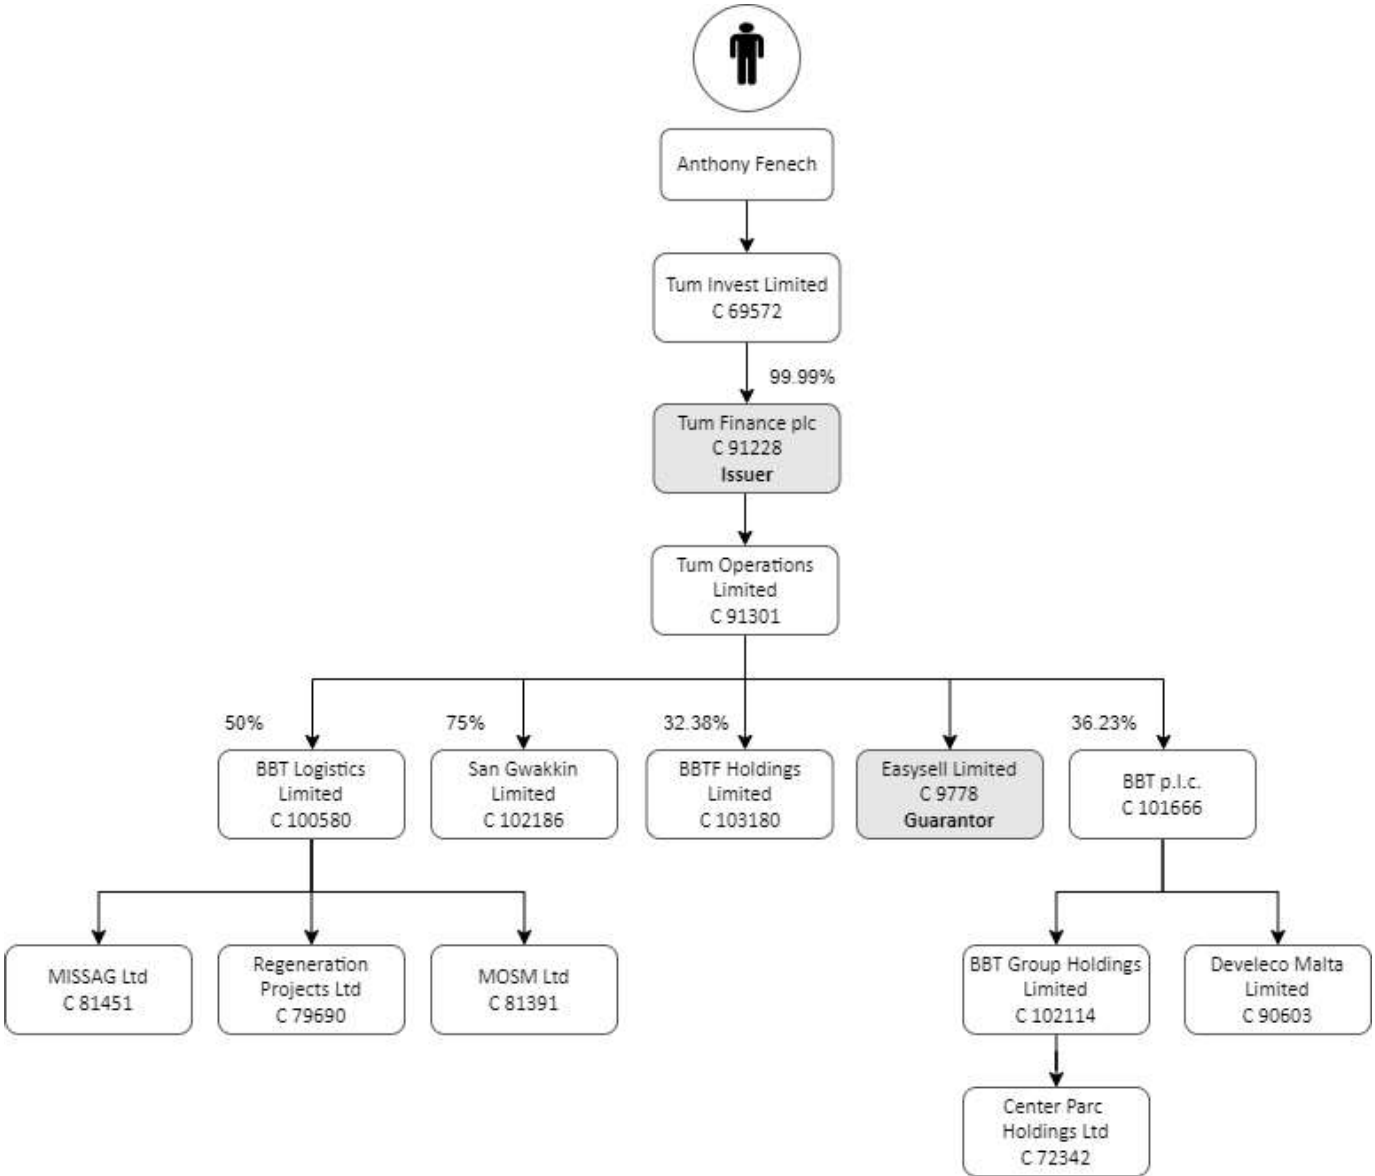 Anthony Fenech
Tum Invest Limited
C 69572
99.99%
Tum Finance plc
C 91228
Issuer
Tum Operations
Limited
C 91301
50%
75%
32.38%
36.23%
BBT Logistics
Limited
C 100580
San Gwakkin
Limited
C 102186
BBTF Holdings
Limited
C 103180
Easysell Limited
C 9778
Guarantor
BBT p.l.c.
C 101666
MISSAG Ltd
C 81451
Regeneration
Projects Ltd
C 79690
MOSM Ltd
C 81391
BBT Group Holdings
Limited
C 102114
Develeco Malta
Limited
C 90603
Center Parc
Holdings Ltd
C 72342